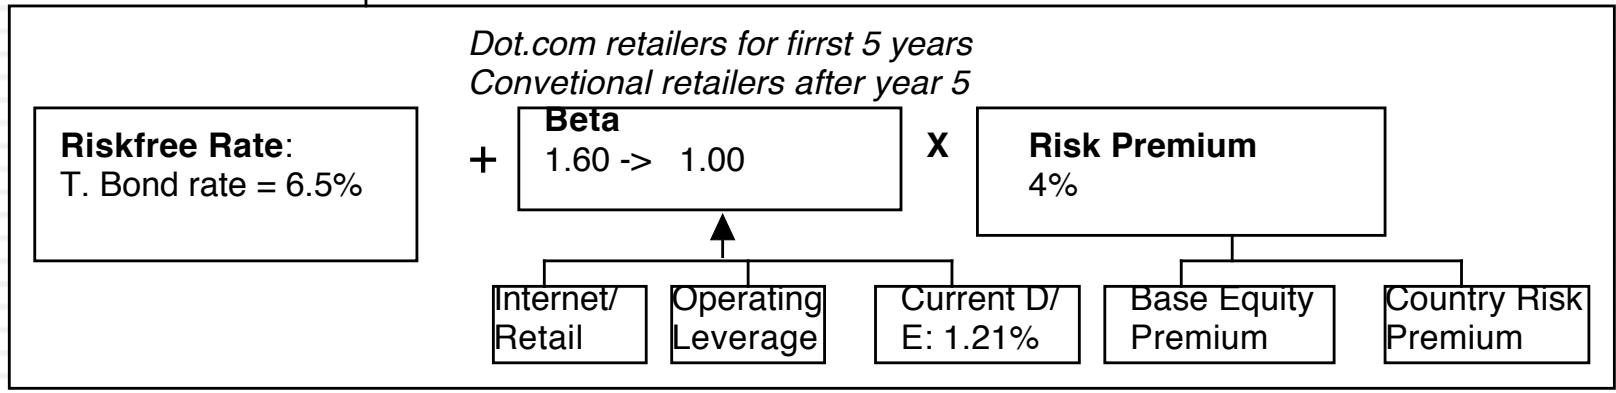 Dot.com retailers for firrst 5 years
Convetional retailers after year 5
Riskfree Rate:
T. Bond rate = 6.5%
+
Beta
1.60 -> 1.00
X
Risk Premium
4%
Internet/
Retail
Operating
Leverage
Current D/
E: 1.21%
Base Equity
Premium
Country Risk
Premium